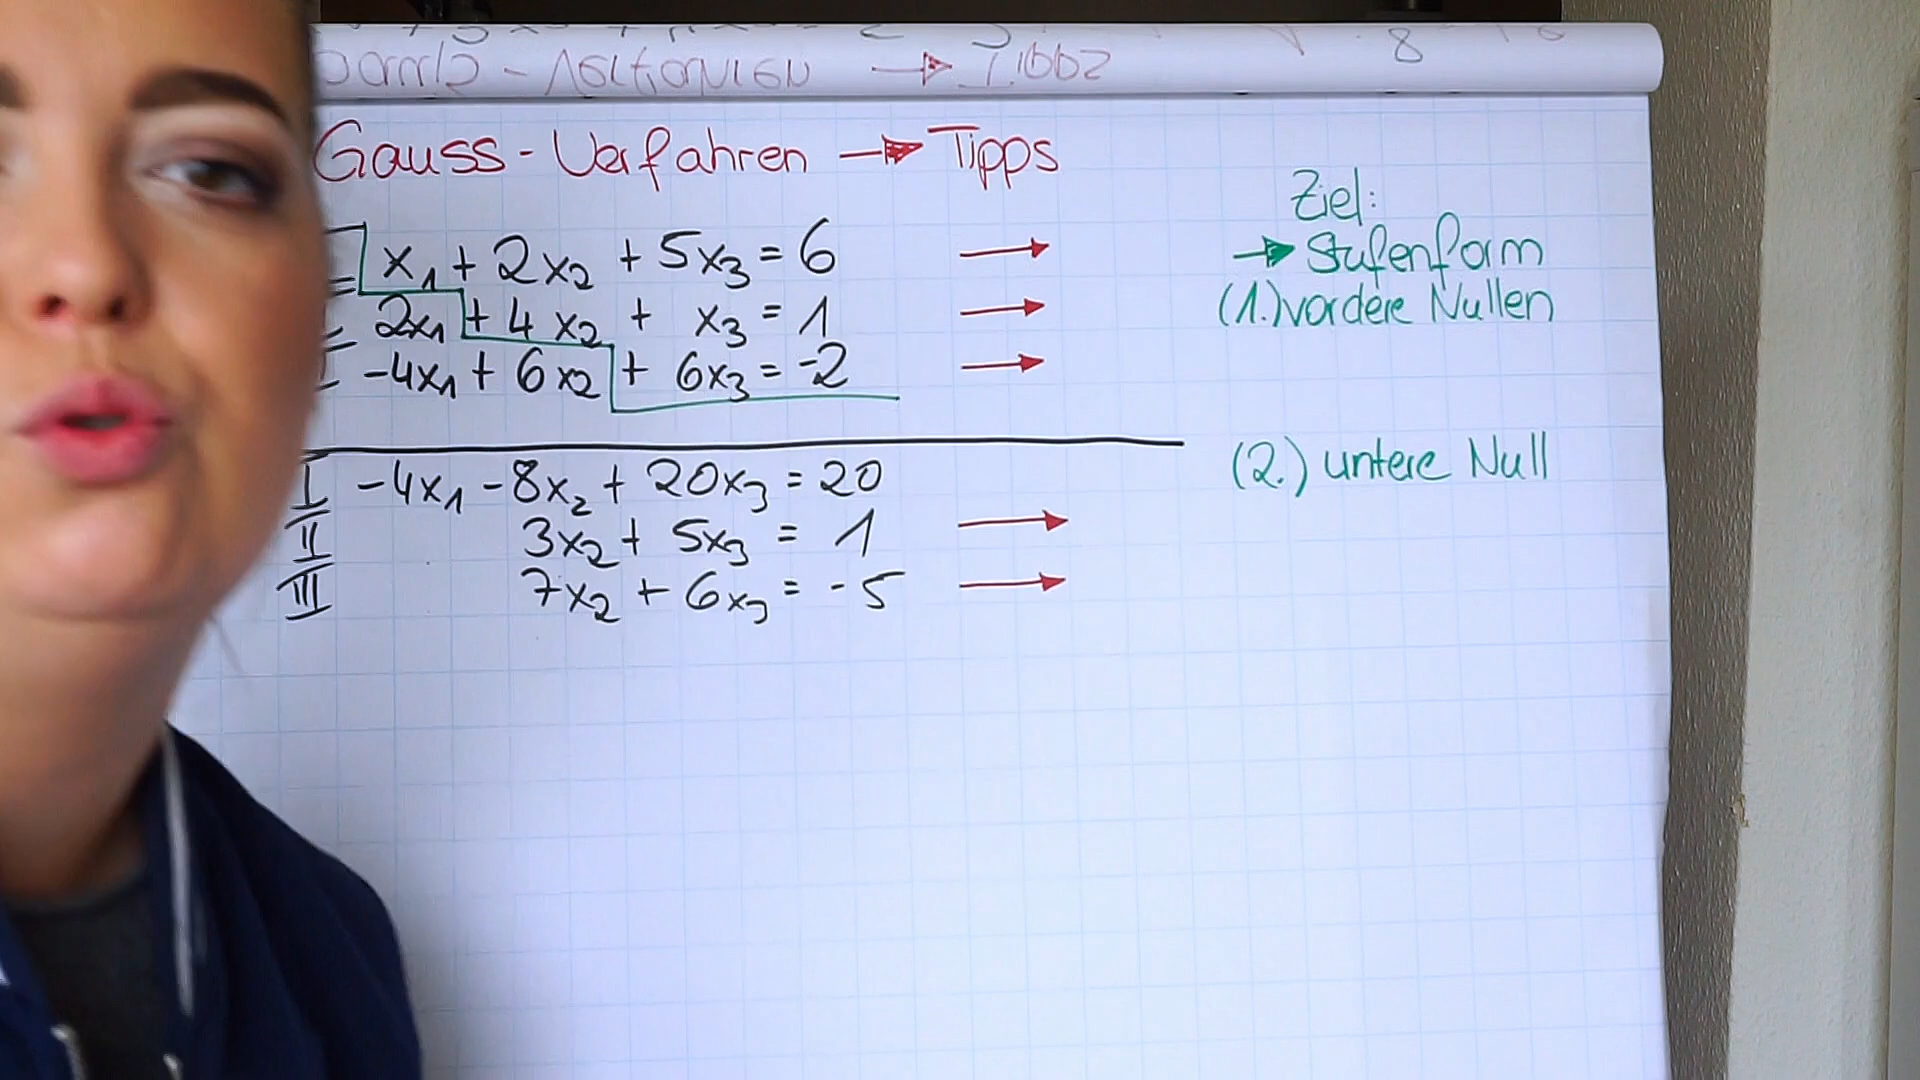 Gauss-Verfahren → Tipps
x₁ + 2x₂ + 5x₃ = 6 →
2x₁ + 4x₂ + x₃ = 1 →
-4x₁ + 6x₂ + 6x₃ = -2 →
Ziel:
→ Stufenform
(1.) vordere Nullen
I -4x₁ - 8x₂ + 20x₃ = 20
II 3x₂ + 5x₃ = 1 →
III 7x₂ + 6x₃ = -5 →
(2.) untere Null